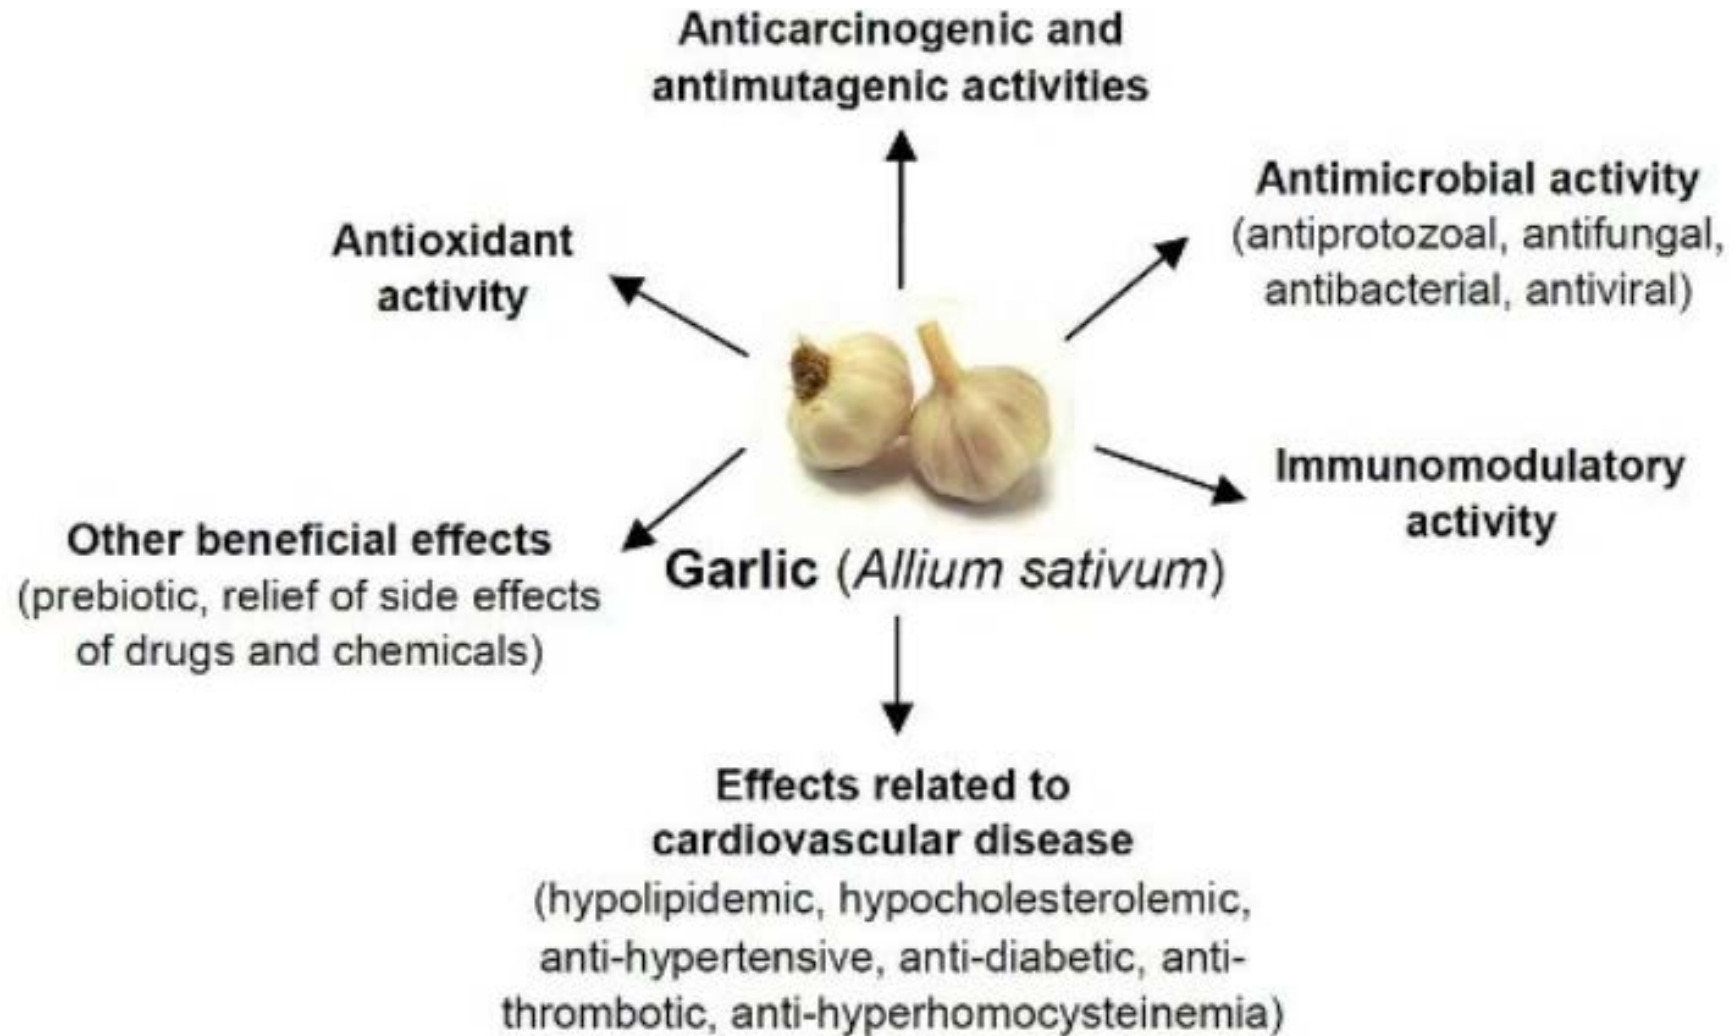 Anticarcinogenic and
antimutagenic activities
Antimicrobial activity
(antiprotozoal, antifungal,
antibacterial, antiviral)
Antioxidant
activity
Immunomodulatory
activity
Other beneficial effects
(prebiotic, relief of side effects
of drugs and chemicals)
Garlic (Allium sativum)
Effects related to
cardiovascular disease
(hypolipidemic, hypocholesterolemic,
anti-hypertensive, anti-diabetic, anti-
thrombotic, anti-hyperhomocysteinemia)